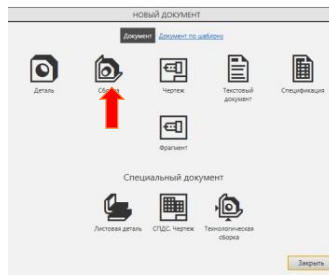 НОВЫЙ ДОКУМЕНТ
Документ Документ по шаблону
Деталь Сборка Чертеж Текстовый документ Спецификация
Фрагмент
Специальный документ
Листовая деталь СПДС. Чертеж Технологическая сборка
Закрыть